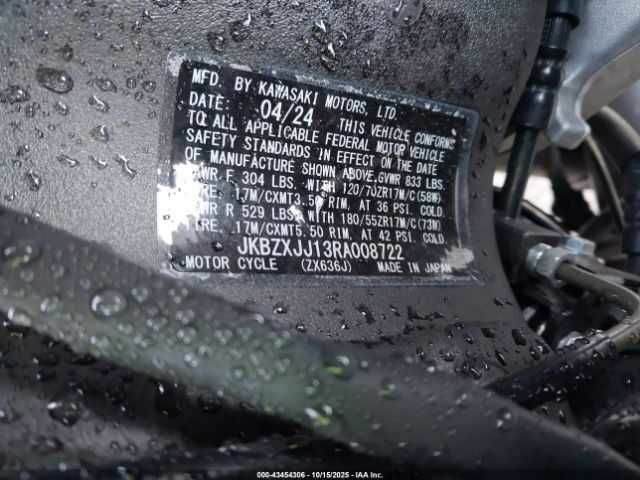 MFD. BY KAWASAKI MOTORS, LTD.
DATE: 04/24 THIS VEHICLE CONFORMS
TO ALL APPLICABLE FEDERAL MOTOR VEHICLE
SAFETY STANDARDS IN EFFECT ON THE DATE
OF MANUFACTURE SHOWN ABOVE. GVWR 833 LBS.
GAWR F 304 LBS. WITH 120/70ZR17M/C(58W)
TIRE, 17M/CXMT3.50 RIM, AT 36 PSI. COLD.
GAWR R 529 LBS. WITH 180/55ZR17M/C(73W)
TIRE, 17M/CXMT5.50 RIM, AT 42 PSI. COLD.
JKBZXJJ13RA008722
MOTOR CYCLE (ZX636J) MADE IN JAPAN
000-43454306 - 10/15/2025 - © IAA Inc.